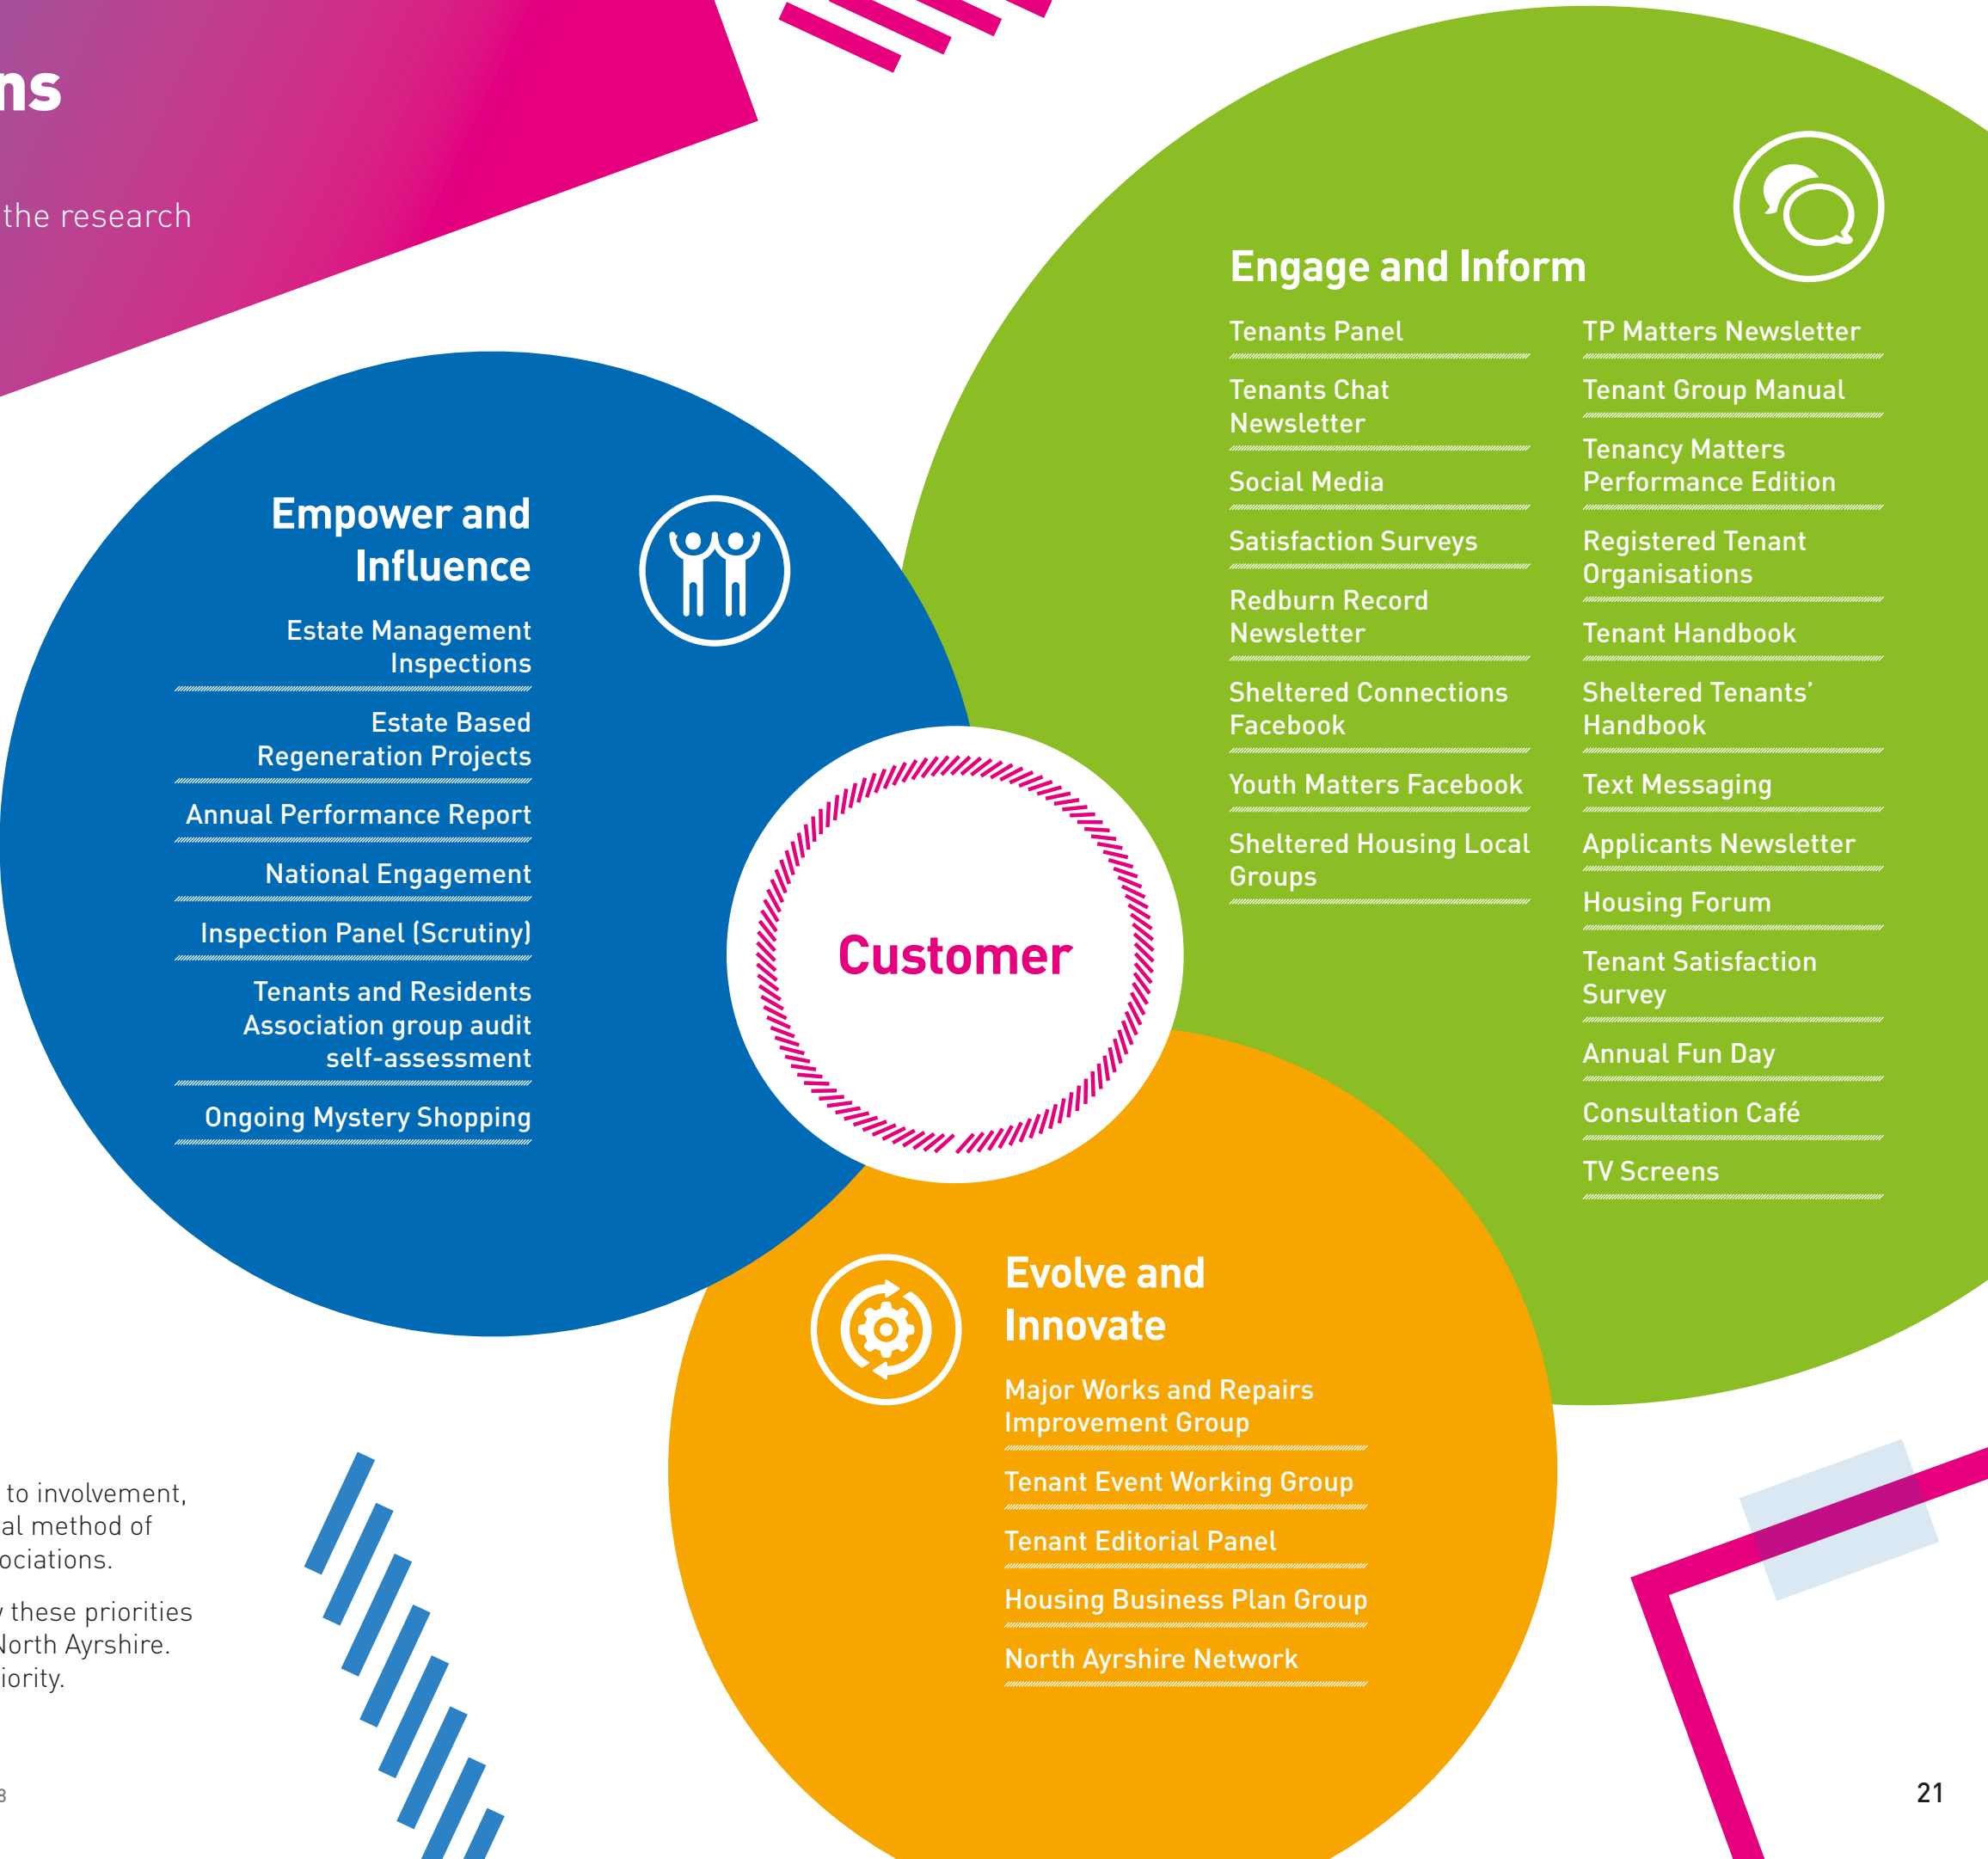 ns
the research
Empower and
Influence
Estate Management
Inspections
Estate Based
Regeneration Projects
Annual Performance Report
National Engagement
Inspection Panel (Scrutiny)
Tenants and Residents
Association group audit
self-assessment
Ongoing Mystery Shopping
Customer
Engage and Inform
Tenants Panel
Tenants Chat
Newsletter
Social Media
Satisfaction Surveys
Redburn Record
Newsletter
Sheltered Connections
Facebook
Youth Matters Facebook
Sheltered Housing Local
Groups
TP Matters Newsletter
Tenant Group Manual
Tenancy Matters
Performance Edition
Registered Tenant
Organisations
Tenant Handbook
Sheltered Tenants’
Handbook
Text Messaging
Applicants Newsletter
Housing Forum
Tenant Satisfaction
Survey
Annual Fun Day
Consultation Café
TV Screens
Evolve and
Innovate
Major Works and Repairs
Improvement Group
Tenant Event Working Group
Tenant Editorial Panel
Housing Business Plan Group
North Ayrshire Network
to involvement,
al method of
ociations.
these priorities
North Ayrshire.
iority.
8
21